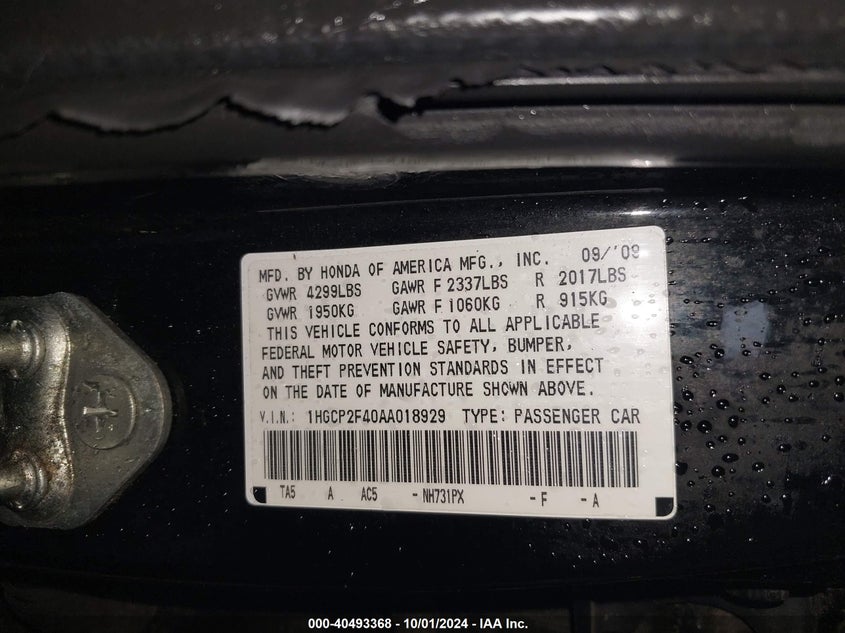 MFD. BY HONDA OF AMERICA MFG., INC. 09/'09
GVWR 4299LBS GAWR F 2337LBS R 2017LBS
GVWR 1950KG GAWR F 1060KG R 915KG
THIS VEHICLE CONFORMS TO ALL APPLICABLE
FEDERAL MOTOR VEHICLE SAFETY, BUMPER,
AND THEFT PREVENTION STANDARDS IN EFFECT
ON THE DATE OF MANUFACTURE SHOWN ABOVE.
V.I.N.: 1HGCP2F40AA018929 TYPE: PASSENGER CAR
TA5 A AC5 - NH731PX - F - A
H
000-40493368 - 10/01/2024 - IAA Inc.